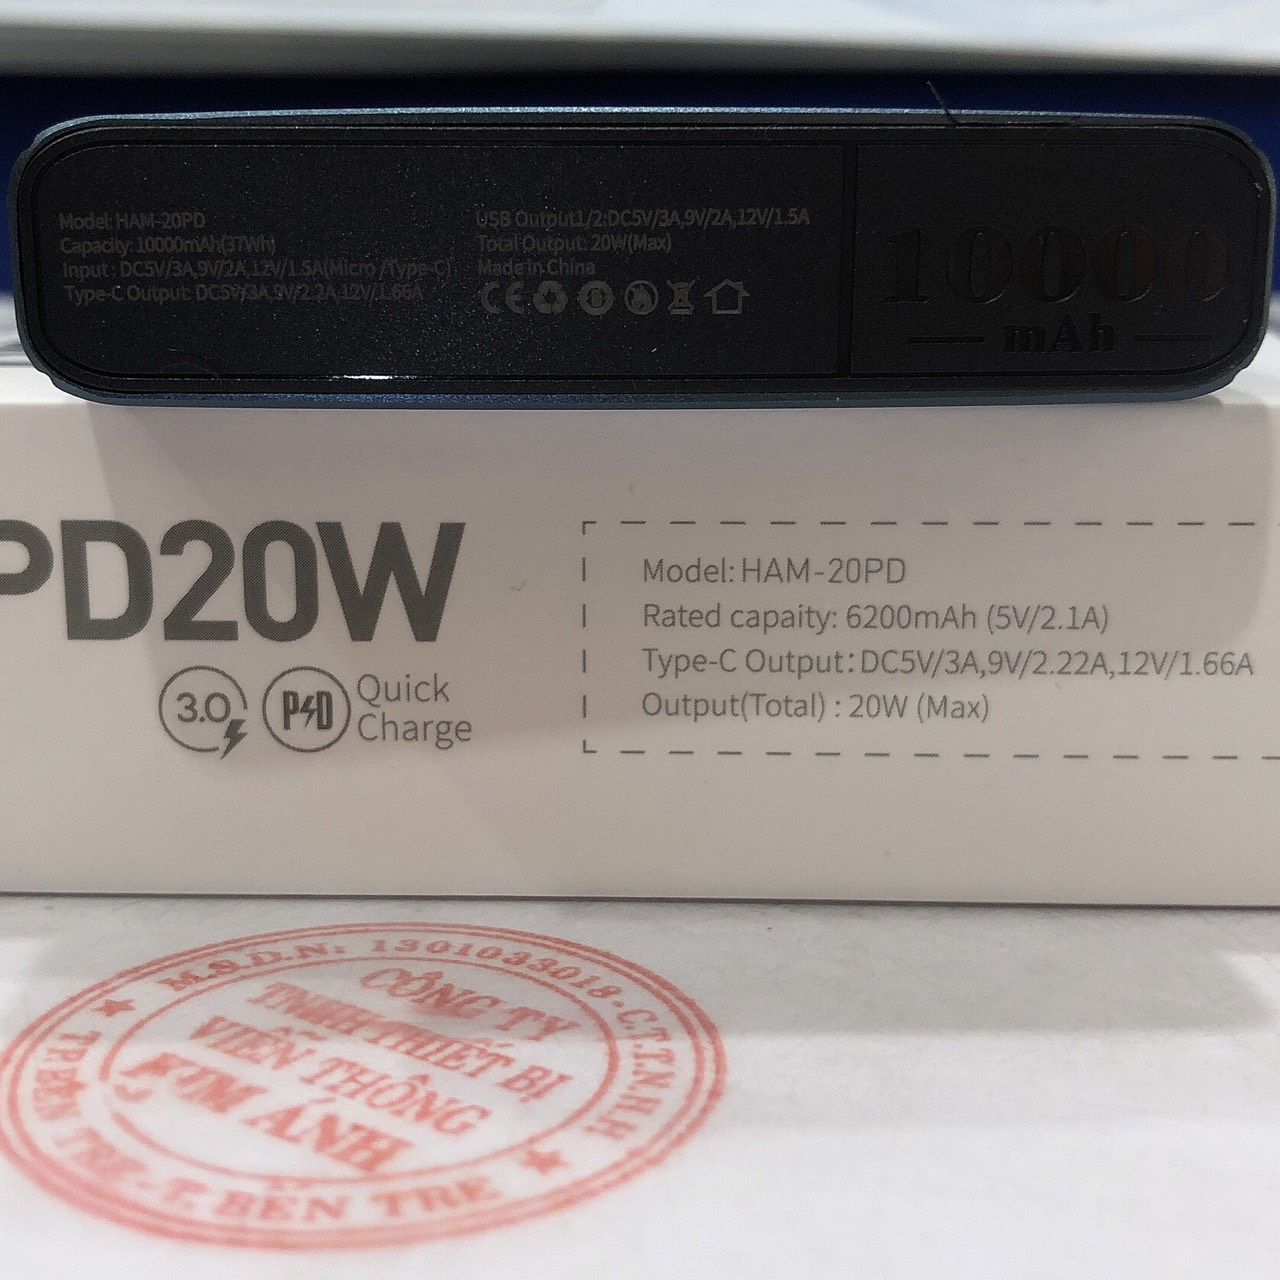 Model: HAM-20PD
Capacity: 10000mAh(37Wh)
Input : DC5V/3A,9V/2A,12V/1.5A(Micro /Type-C)
Type-C Output: DC5V/3A,9V/2.2A,12V/1.66A
USB Output1/2:DC5V/3A,9V/2A,12V/1.5A
Total Output: 20W(Max)
Made In China
10000
mAh
PD20W
3.0
PD
Quick
Charge
Model: HAM-20PD
Rated capaity: 6200mAh (5V/2.1A)
Type-C Output: DC5V/3A,9V/2.22A,12V/1.66A
Output(Total) : 20W (Max)
M.S.D.N: 1301033018-C.T.T.N.H.H
CÔNG TY
TNHH-THIẾT BỊ
VIỄN THÔNG
KIM ÁNH
TP.BẾN TRE-T.BẾN TRE